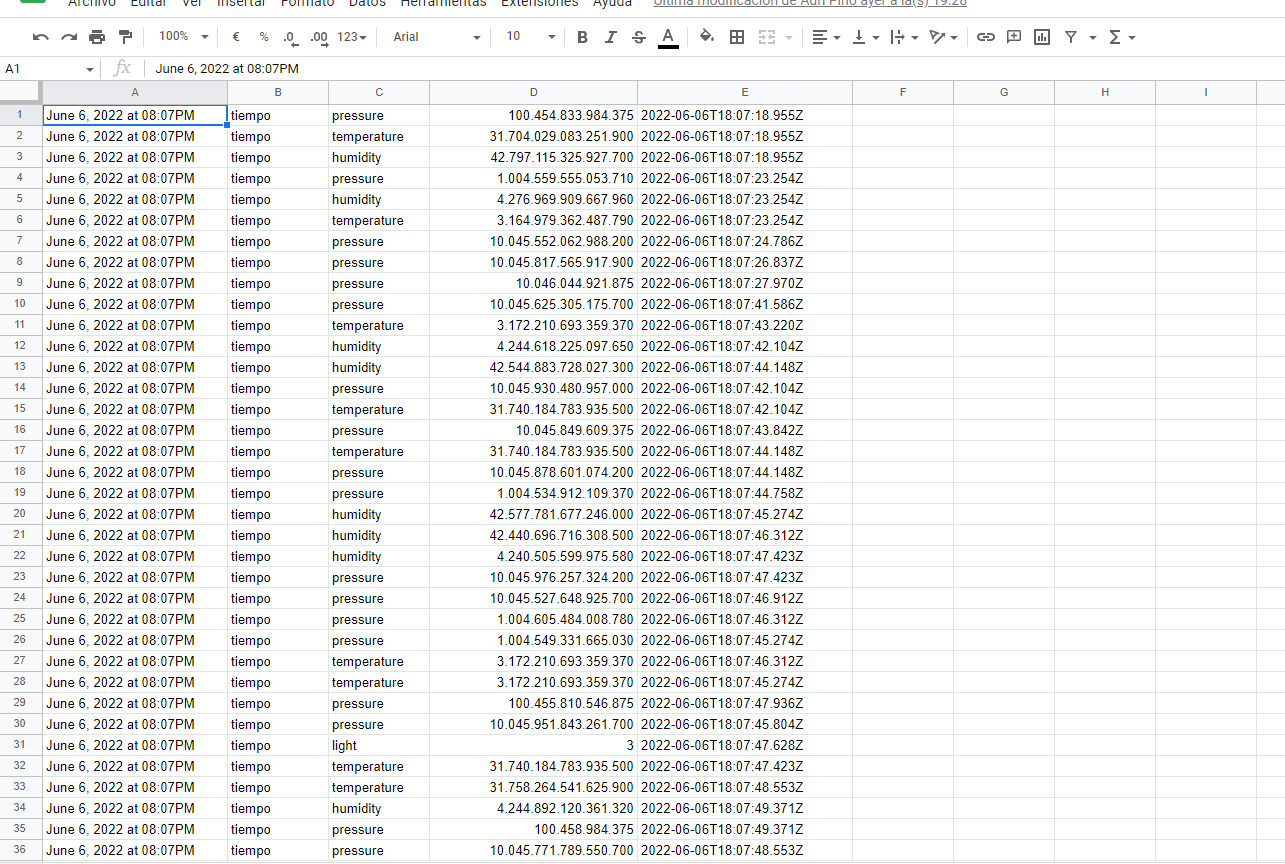 Archivo Editar Ver Insertar Formato Datos Herramientas Extensiones Ayuda Última modificación de Adri Pino ayer a la(s) 19:28
100% € % .0 .00 123 Arial 10 B I S A Σ
A1 fx June 6, 2022 at 08:07PM
A B C D E F G H I
1 June 6, 2022 at 08:07PM tiempo pressure 100.454.833.984.375 2022-06-06T18:07:18.955Z
2 June 6, 2022 at 08:07PM tiempo temperature 31.704.029.083.251.900 2022-06-06T18:07:18.955Z
3 June 6, 2022 at 08:07PM tiempo humidity 42.797.115.325.927.700 2022-06-06T18:07:18.955Z
4 June 6, 2022 at 08:07PM tiempo pressure 1.004.559.555.053.710 2022-06-06T18:07:23.254Z
5 June 6, 2022 at 08:07PM tiempo humidity 4.276.969.909.667.960 2022-06-06T18:07:23.254Z
6 June 6, 2022 at 08:07PM tiempo temperature 3.164.979.362.487.790 2022-06-06T18:07:23.254Z
7 June 6, 2022 at 08:07PM tiempo pressure 10.045.552.062.988.200 2022-06-06T18:07:24.786Z
8 June 6, 2022 at 08:07PM tiempo pressure 10.045.817.565.917.900 2022-06-06T18:07:26.837Z
9 June 6, 2022 at 08:07PM tiempo pressure 10.046.044.921.875 2022-06-06T18:07:27.970Z
10 June 6, 2022 at 08:07PM tiempo pressure 10.045.625.305.175.700 2022-06-06T18:07:41.586Z
11 June 6, 2022 at 08:07PM tiempo temperature 3.172.210.693.359.370 2022-06-06T18:07:43.220Z
12 June 6, 2022 at 08:07PM tiempo humidity 4.244.618.225.097.650 2022-06-06T18:07:42.104Z
13 June 6, 2022 at 08:07PM tiempo humidity 42.544.883.728.027.300 2022-06-06T18:07:44.148Z
14 June 6, 2022 at 08:07PM tiempo pressure 10.045.930.480.957.000 2022-06-06T18:07:42.104Z
15 June 6, 2022 at 08:07PM tiempo temperature 31.740.184.783.935.500 2022-06-06T18:07:42.104Z
16 June 6, 2022 at 08:07PM tiempo pressure 10.045.849.609.375 2022-06-06T18:07:43.842Z
17 June 6, 2022 at 08:07PM tiempo temperature 31.740.184.783.935.500 2022-06-06T18:07:44.148Z
18 June 6, 2022 at 08:07PM tiempo pressure 10.045.878.601.074.200 2022-06-06T18:07:44.148Z
19 June 6, 2022 at 08:07PM tiempo pressure 1.004.534.912.109.370 2022-06-06T18:07:44.758Z
20 June 6, 2022 at 08:07PM tiempo humidity 42.577.781.677.246.000 2022-06-06T18:07:45.274Z
21 June 6, 2022 at 08:07PM tiempo humidity 42.440.696.716.308.500 2022-06-06T18:07:46.312Z
22 June 6, 2022 at 08:07PM tiempo humidity 4.240.505.599.975.580 2022-06-06T18:07:47.423Z
23 June 6, 2022 at 08:07PM tiempo pressure 10.045.976.257.324.200 2022-06-06T18:07:47.423Z
24 June 6, 2022 at 08:07PM tiempo pressure 10.045.527.648.925.700 2022-06-06T18:07:46.912Z
25 June 6, 2022 at 08:07PM tiempo pressure 1.004.605.484.008.780 2022-06-06T18:07:46.312Z
26 June 6, 2022 at 08:07PM tiempo pressure 1.004.549.331.665.030 2022-06-06T18:07:45.274Z
27 June 6, 2022 at 08:07PM tiempo temperature 3.172.210.693.359.370 2022-06-06T18:07:46.312Z
28 June 6, 2022 at 08:07PM tiempo temperature 3.172.210.693.359.370 2022-06-06T18:07:45.274Z
29 June 6, 2022 at 08:07PM tiempo pressure 100.455.810.546.875 2022-06-06T18:07:47.936Z
30 June 6, 2022 at 08:07PM tiempo pressure 10.045.951.843.261.700 2022-06-06T18:07:45.804Z
31 June 6, 2022 at 08:07PM tiempo light 3 2022-06-06T18:07:47.628Z
32 June 6, 2022 at 08:07PM tiempo temperature 31.740.184.783.935.500 2022-06-06T18:07:47.423Z
33 June 6, 2022 at 08:07PM tiempo temperature 31.758.264.541.625.900 2022-06-06T18:07:48.553Z
34 June 6, 2022 at 08:07PM tiempo humidity 4.244.892.120.361.320 2022-06-06T18:07:49.371Z
35 June 6, 2022 at 08:07PM tiempo pressure 100.458.984.375 2022-06-06T18:07:49.371Z
36 June 6, 2022 at 08:07PM tiempo pressure 10.045.771.789.550.700 2022-06-06T18:07:48.553Z